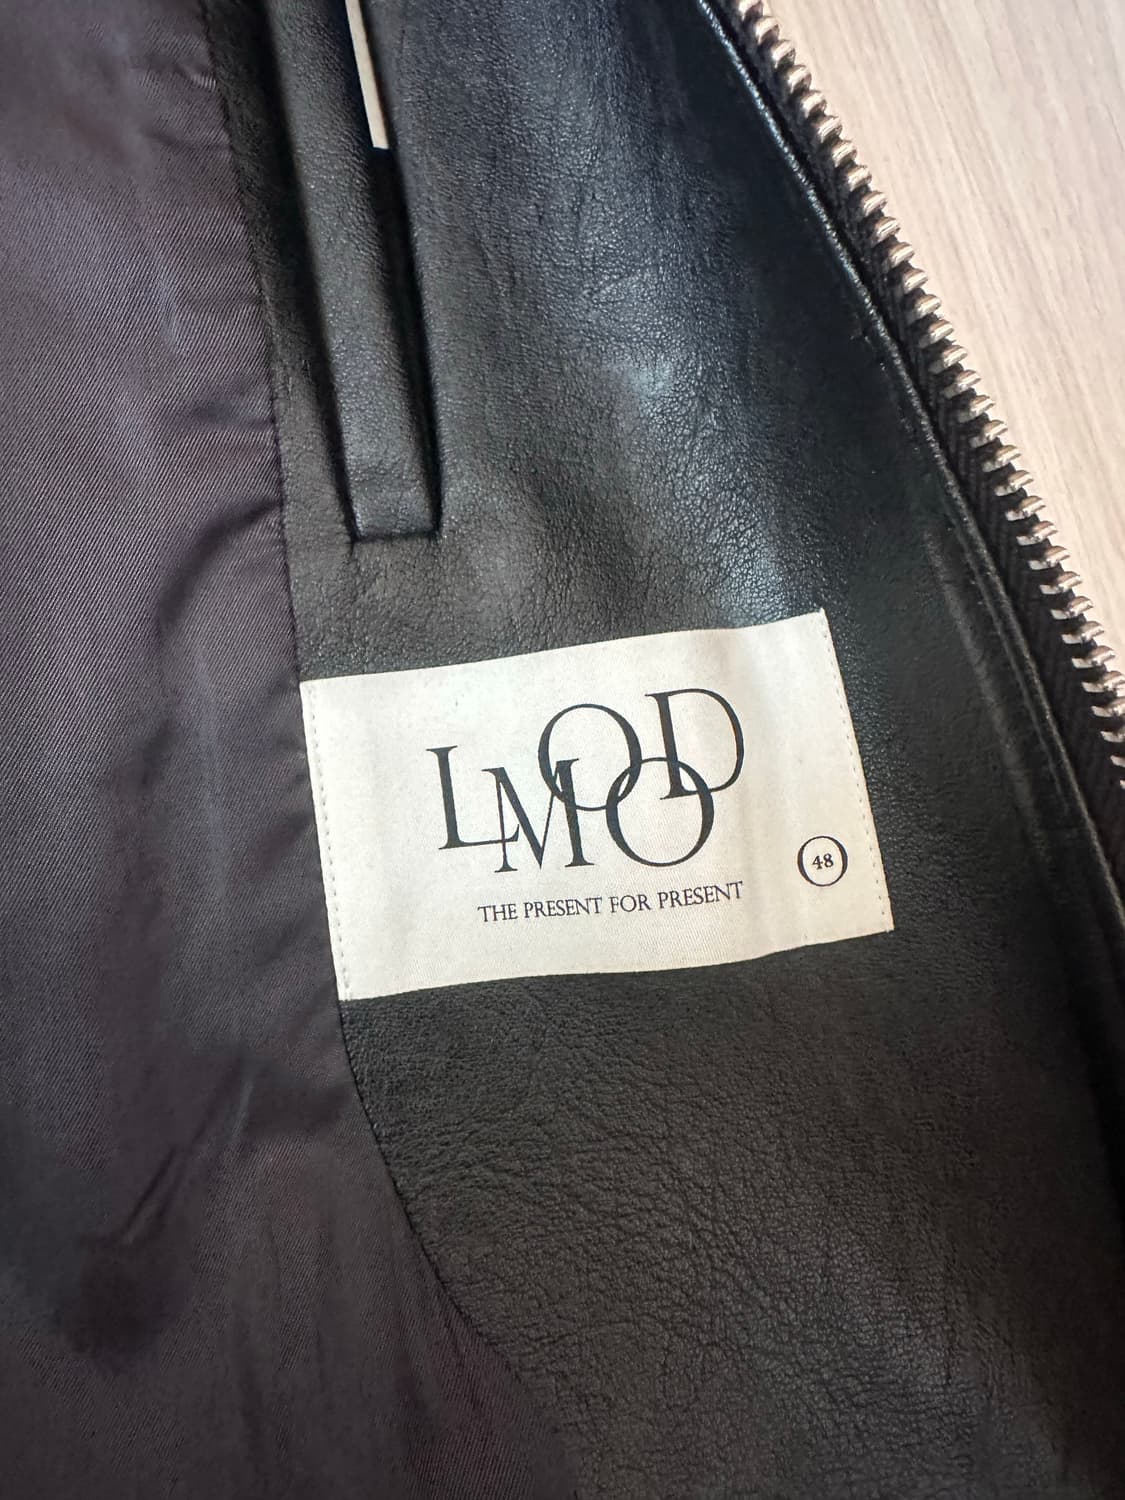 LMOOD
THE PRESENT FOR PRESENT
48